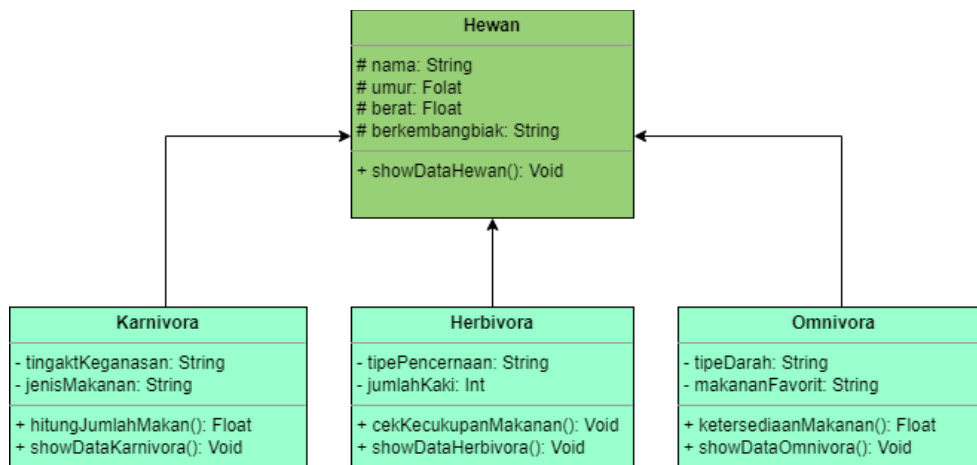 Hewan
# nama: String
# umur: Folat
# berat: Float
# berkembangbiak: String
+ showDataHewan(): Void
Karnivora
- tingaktKeganasan: String
- jenisMakanan: String
+ hitungJumlahMakan(): Float
+ showDataKarnivora(): Void
Herbivora
- tipePencernaan: String
- jumlahKaki: Int
+ cekKecukupanMakanan(): Void
+ showDataHerbivora(): Void
Omnivora
- tipeDarah: String
- makananFavorit: String
+ ketersediaanMakanan(): Float
+ showDataOmnivora(): Void